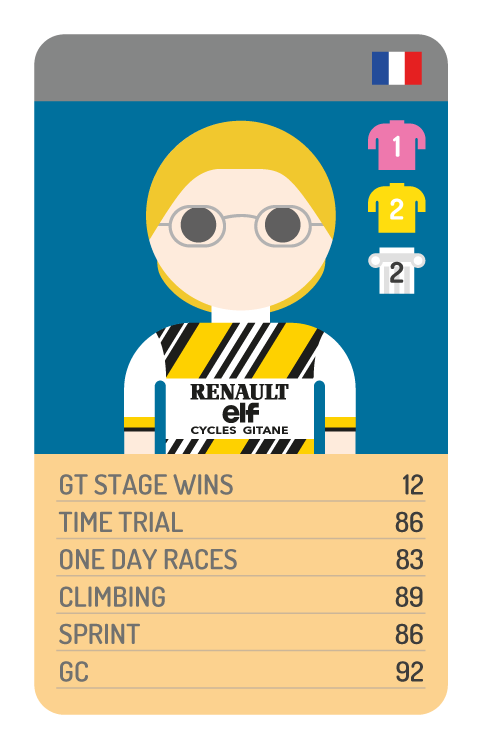 1
2
2
RENAULT
elf
CYCLES GITANE
GT STAGE WINS 12
TIME TRIAL 86
ONE DAY RACES 83
CLIMBING 89
SPRINT 86
GC 92